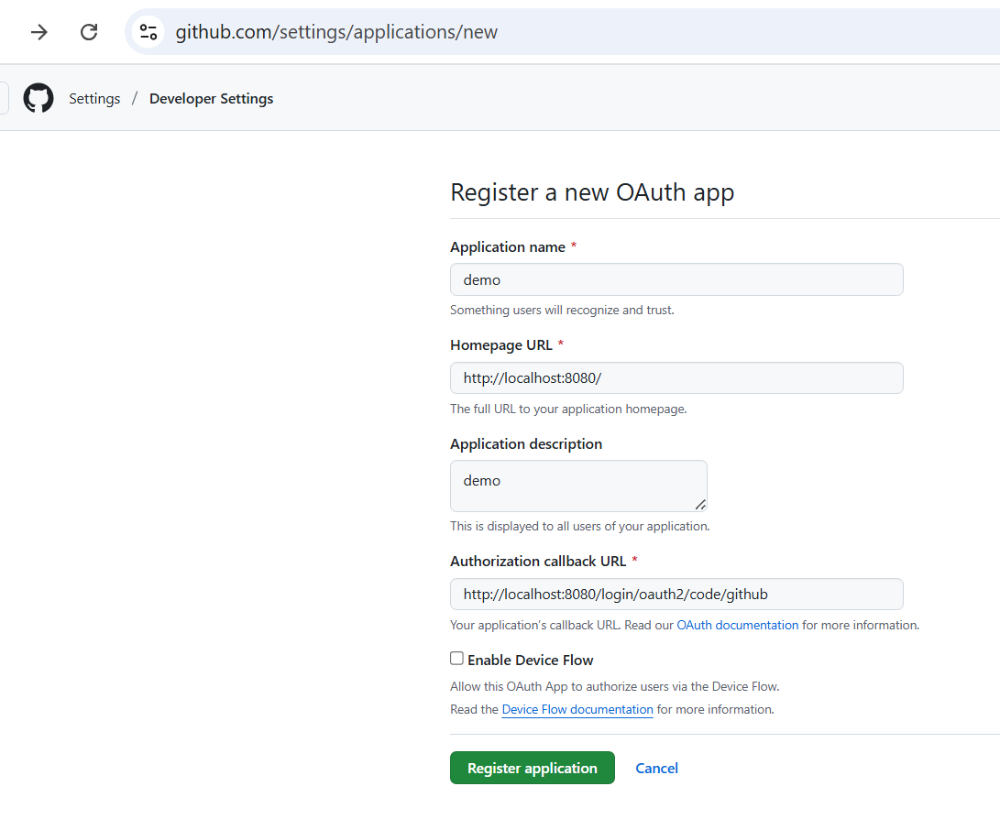 github.com/settings/applications/new
Settings / Developer Settings
Register a new OAuth app
Application name *
demo
Something users will recognize and trust.
Homepage URL *
http://localhost:8080/
The full URL to your application homepage.
Application description
demo
This is displayed to all users of your application.
Authorization callback URL *
http://localhost:8080/login/oauth2/code/github
Your application's callback URL. Read our OAuth documentation for more information.
Enable Device Flow
Allow this OAuth App to authorize users via the Device Flow.
Read the Device Flow documentation for more information.
Register application Cancel